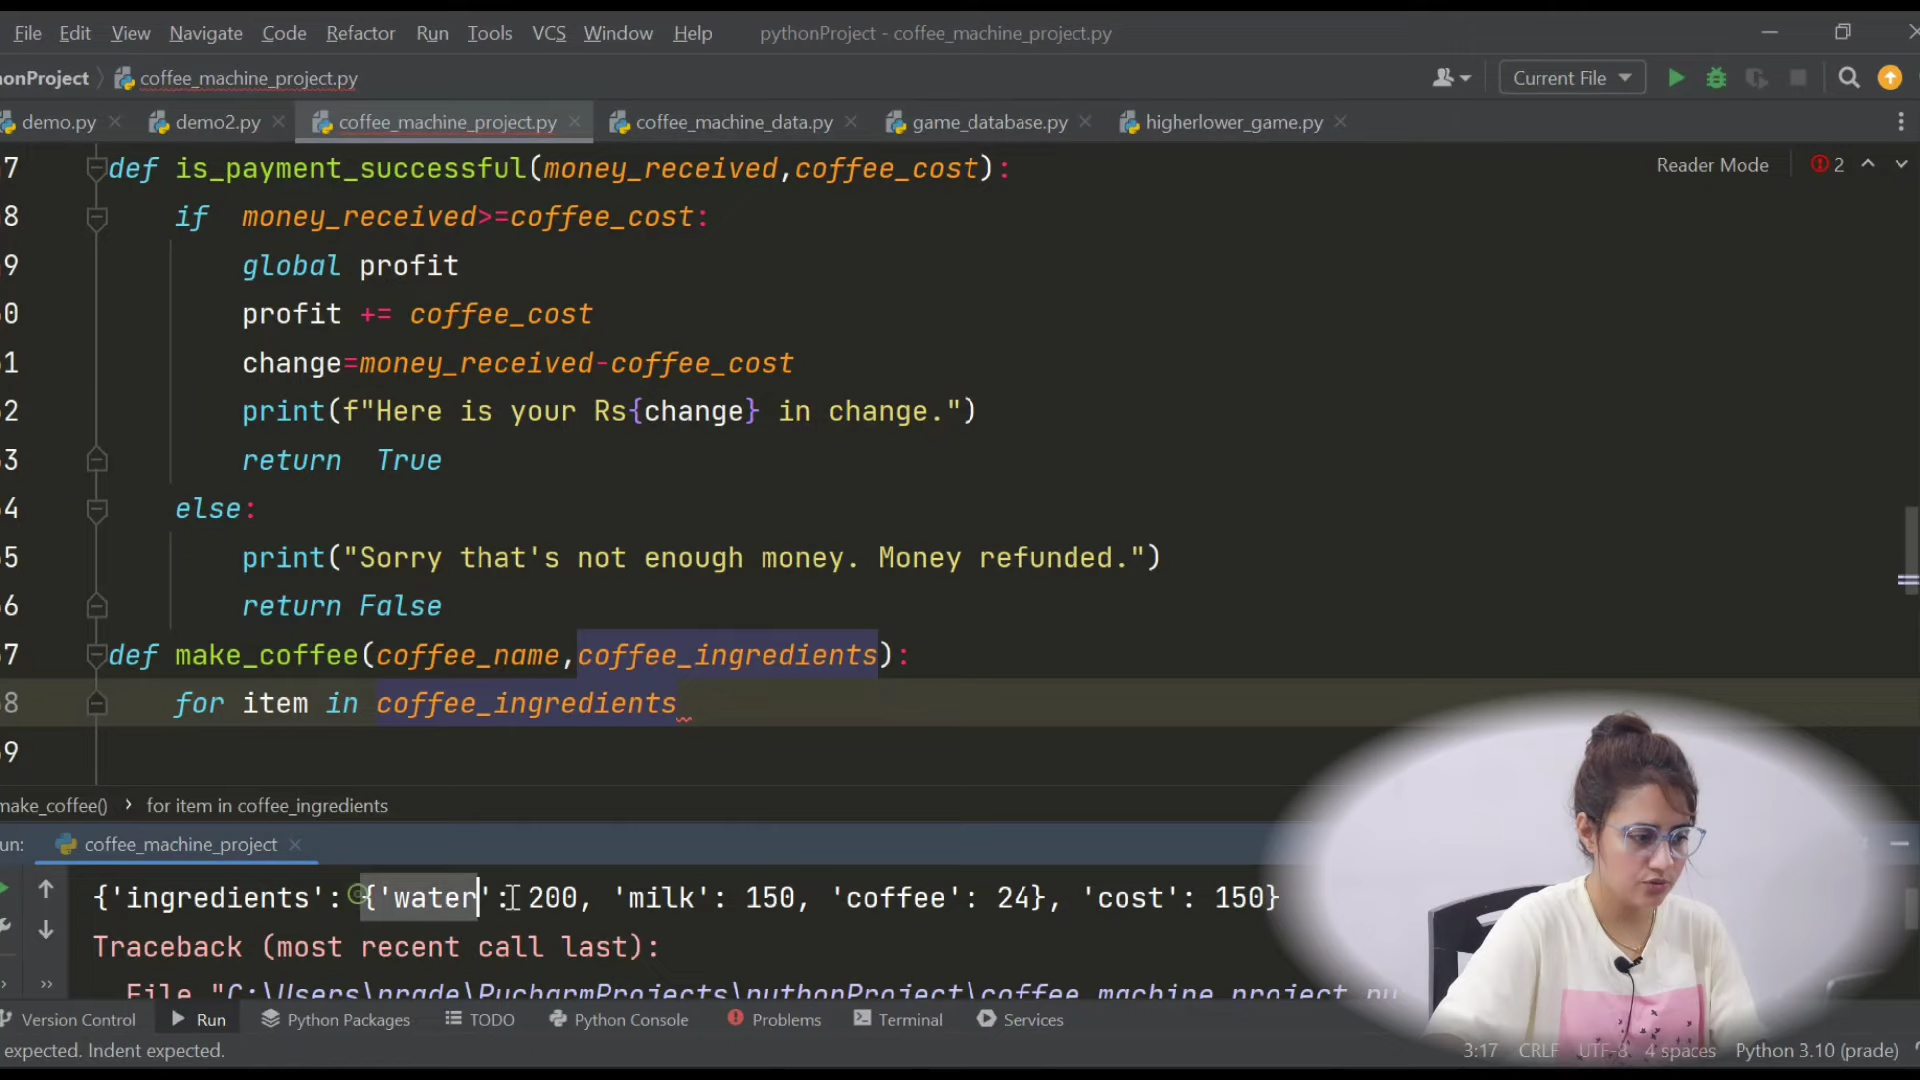 File Edit View Navigate Code Refactor Run Tools VCS Window Help pythonProject - coffee_machine_project.py
honProject coffee_machine_project.py Current File
demo.py demo2.py coffee_machine_project.py coffee_machine_data.py game_database.py higherlower_game.py
7 def is_payment_successful(money_received,coffee_cost): Reader Mode 2
8 if money_received>=coffee_cost:
9 global profit
0 profit += coffee_cost
1 change=money_received-coffee_cost
2 print(f"Here is your Rs{change} in change.")
3 return True
4 else:
5 print("Sorry that's not enough money. Money refunded.")
6 return False
7 def make_coffee(coffee_name,coffee_ingredients):
8 for item in coffee_ingredients
9
make_coffee() › for item in coffee_ingredients
un: coffee_machine_project
{'ingredients': {'water': 200, 'milk': 150, 'coffee': 24}, 'cost': 150}
Traceback (most recent call last):
File "C:\Users\prade\PycharmProjects\pythonProject\coffee_machine_project.py
Version Control Run Python Packages TODO Python Console Problems Terminal Services
expected. Indent expected. 3:17 CRLF UTF-8 4 spaces Python 3.10 (prade)